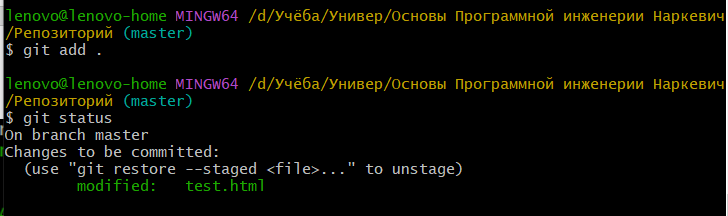 lenovo@lenovo-home MINGW64 /d/Учёба/Универ/Основы Программной инженерии Наркевич
/Репозиторий (master)
$ git add .
lenovo@lenovo-home MINGW64 /d/Учёба/Универ/Основы Программной инженерии Наркевич
/Репозиторий (master)
$ git status
On branch master
Changes to be committed:
  (use "git restore --staged <file>..." to unstage)
        modified:   test.html